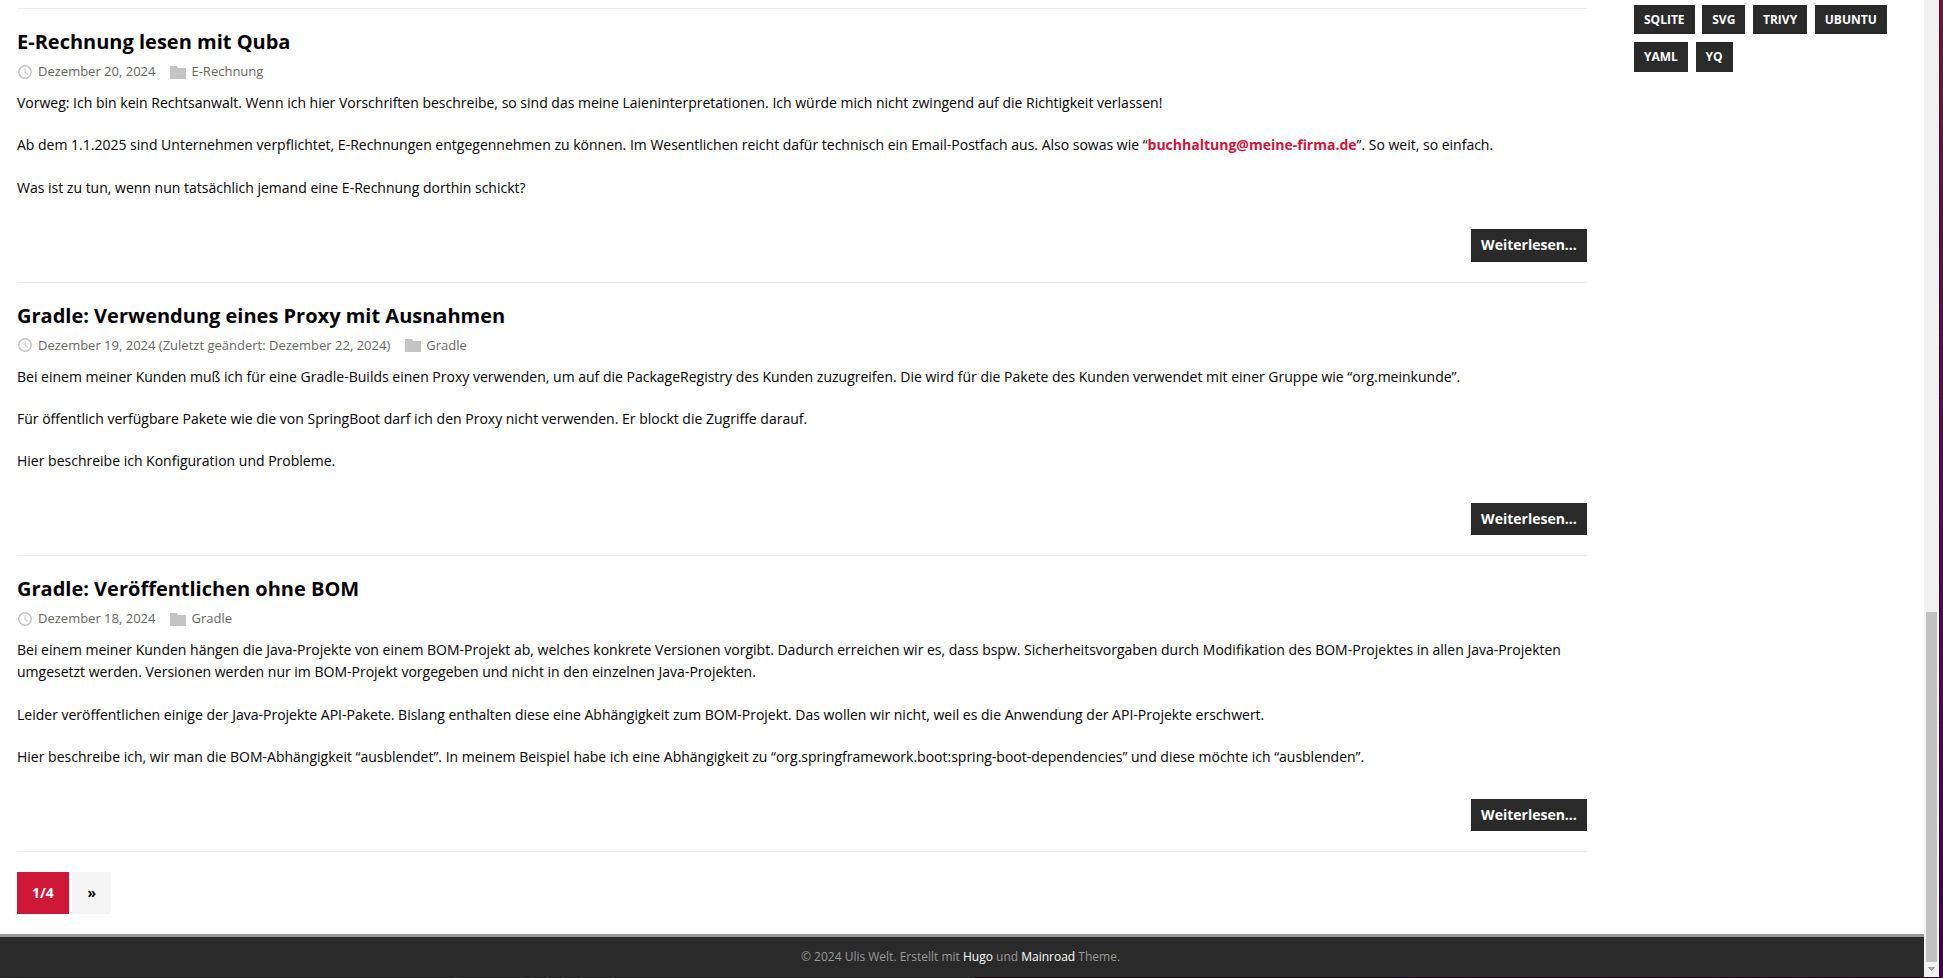 E-Rechnung lesen mit Quba
Dezember 20, 2024 E-Rechnung
Vorweg: Ich bin kein Rechtsanwalt. Wenn ich hier Vorschriften beschreibe, so sind das meine Laieninterpretationen. Ich würde mich nicht zwingend auf die Richtigkeit verlassen!
Ab dem 1.1.2025 sind Unternehmen verpflichtet, E-Rechnungen entgegennehmen zu können. Im Wesentlichen reicht dafür technisch ein Email-Postfach aus. Also sowas wie “buchhaltung@meine-firma.de”. So weit, so einfach.
Was ist zu tun, wenn nun tatsächlich jemand eine E-Rechnung dorthin schickt?
Weiterlesen…
Gradle: Verwendung eines Proxy mit Ausnahmen
Dezember 19, 2024 (Zuletzt geändert: Dezember 22, 2024) Gradle
Bei einem meiner Kunden muß ich für eine Gradle-Builds einen Proxy verwenden, um auf die PackageRegistry des Kunden zuzugreifen. Die wird für die Pakete des Kunden verwendet mit einer Gruppe wie “org.meinkunde”.
Für öffentlich verfügbare Pakete wie die von SpringBoot darf ich den Proxy nicht verwenden. Er blockt die Zugriffe darauf.
Hier beschreibe ich Konfiguration und Probleme.
Weiterlesen…
Gradle: Veröffentlichen ohne BOM
Dezember 18, 2024 Gradle
Bei einem meiner Kunden hängen die Java-Projekte von einem BOM-Projekt ab, welches konkrete Versionen vorgibt. Dadurch erreichen wir es, dass bspw. Sicherheitsvorgaben durch Modifikation des BOM-Projektes in allen Java-Projekten
umgesetzt werden. Versionen werden nur im BOM-Projekt vorgegeben und nicht in den einzelnen Java-Projekten.
Leider veröffentlichen einige der Java-Projekte API-Pakete. Bislang enthalten diese eine Abhängigkeit zum BOM-Projekt. Das wollen wir nicht, weil es die Anwendung der API-Projekte erschwert.
Hier beschreibe ich, wir man die BOM-Abhängigkeit “ausblendet”. In meinem Beispiel habe ich eine Abhängigkeit zu “org.springframework.boot:spring-boot-dependencies” und diese möchte ich “ausblenden”.
Weiterlesen…
1/4 »
SQLITE SVG TRIVY UBUNTU
YAML YQ
© 2024 Ulis Welt. Erstellt mit Hugo und Mainroad Theme.